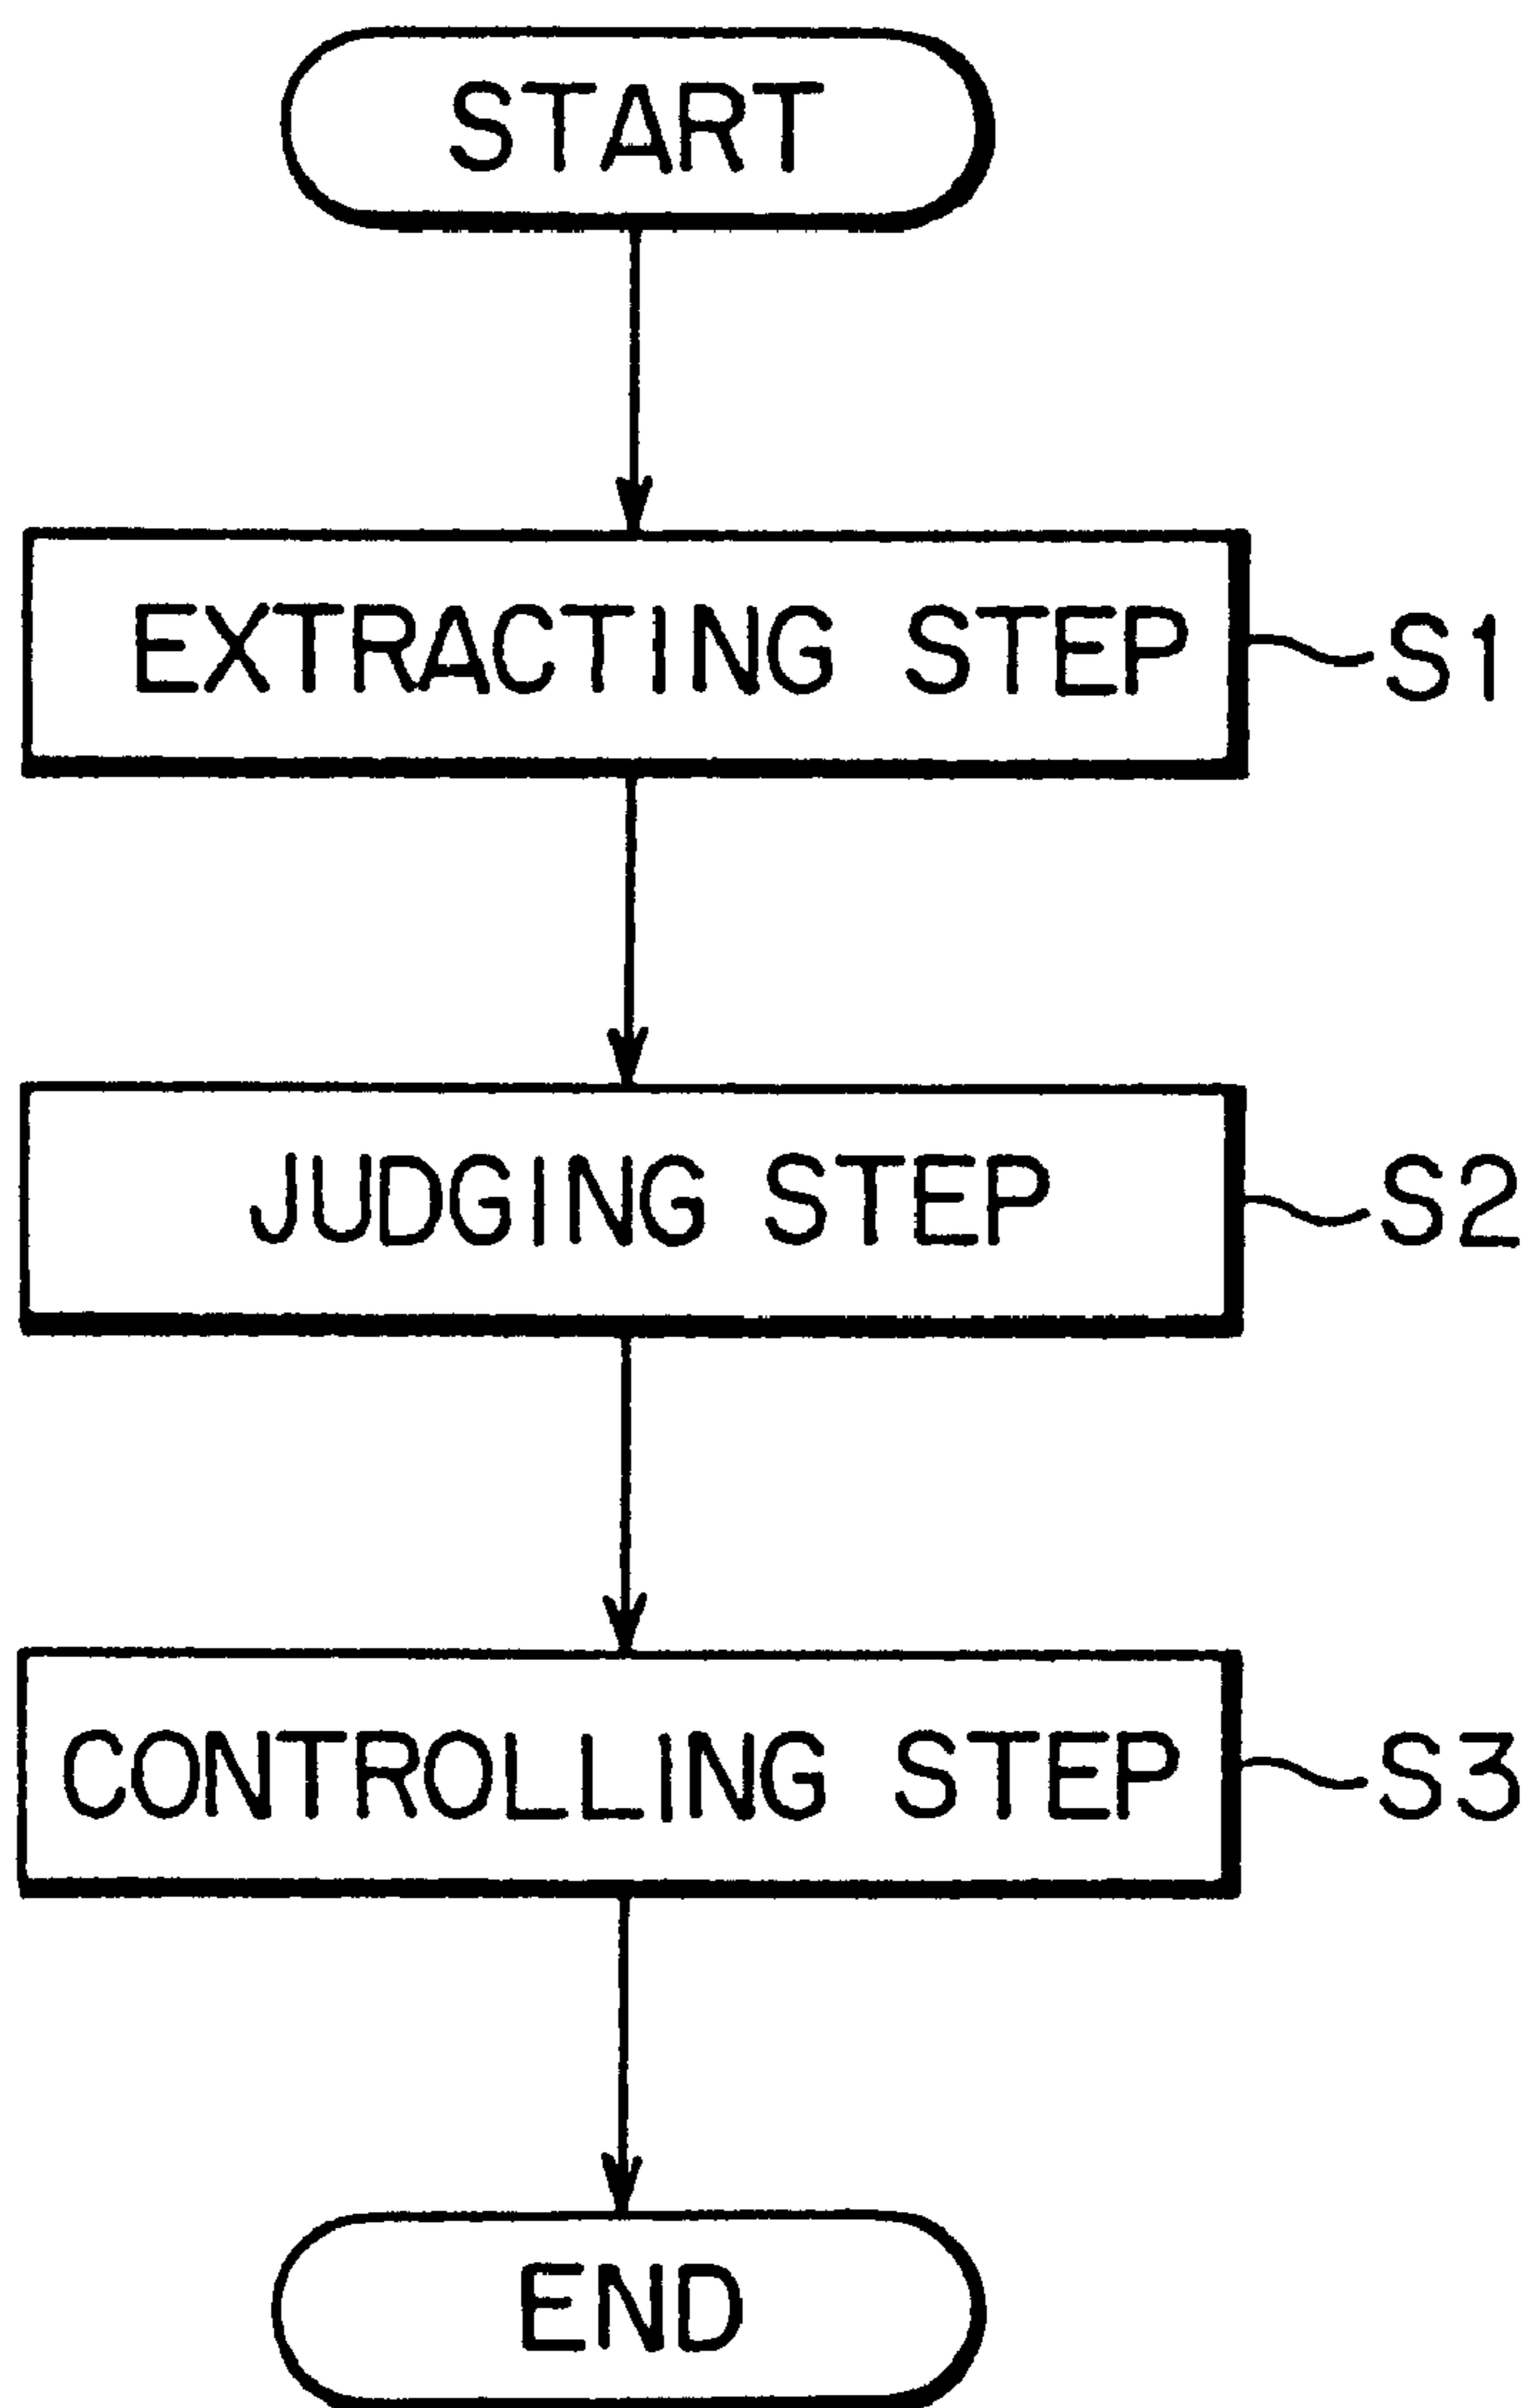 START
EXTRACTING STEP S1
JUDGING STEP S2
CONTROLLING STEP S3
END